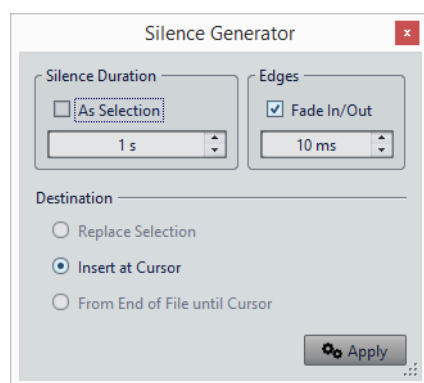 Silence Generator
x
Silence Duration
Edges
As Selection
Fade In/Out
1 s
10 ms
Destination
Replace Selection
Insert at Cursor
From End of File until Cursor
Apply